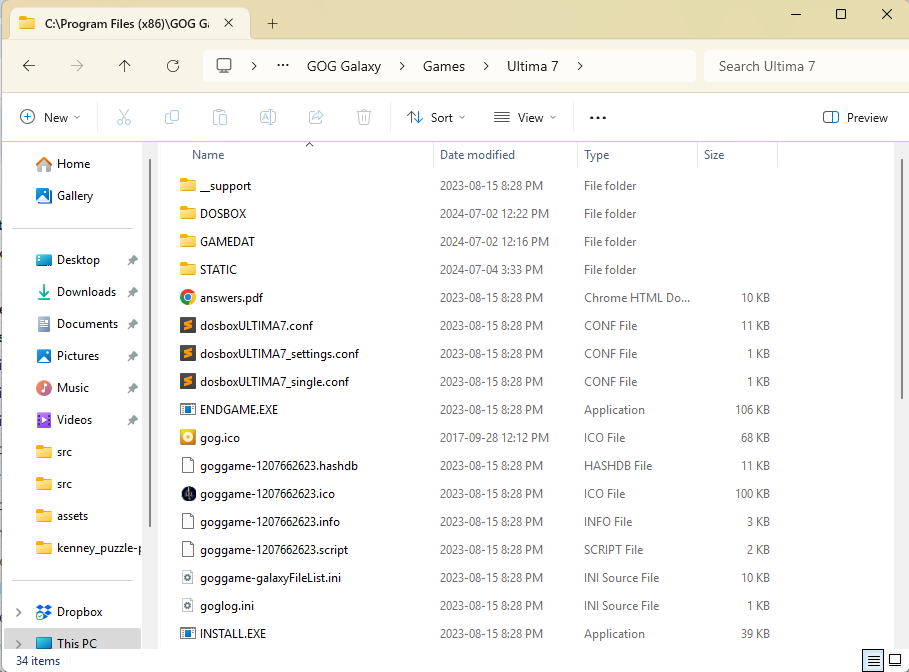 C:\Program Files (x86)\GOG Ga
GOG Galaxy Games Ultima 7 Search Ultima 7
New Sort View Preview
Name Date modified Type Size
Home
Gallery
Desktop
Downloads
Documents
Pictures
Music
Videos
src
src
assets
kenney_puzzle-p
Dropbox
This PC
__support 2023-08-15 8:28 PM File folder
DOSBOX 2024-07-02 12:22 PM File folder
GAMEDAT 2024-07-02 12:16 PM File folder
STATIC 2024-07-04 3:33 PM File folder
answers.pdf 2023-08-15 8:28 PM Chrome HTML Do... 10 KB
dosboxULTIMA7.conf 2023-08-15 8:28 PM CONF File 11 KB
dosboxULTIMA7_settings.conf 2023-08-15 8:28 PM CONF File 1 KB
dosboxULTIMA7_single.conf 2023-08-15 8:28 PM CONF File 1 KB
ENDGAME.EXE 2023-08-15 8:28 PM Application 106 KB
gog.ico 2017-09-28 12:12 PM ICO File 68 KB
goggame-1207662623.hashdb 2023-08-15 8:28 PM HASHDB File 11 KB
goggame-1207662623.ico 2023-08-15 8:28 PM ICO File 100 KB
goggame-1207662623.info 2023-08-15 8:28 PM INFO File 3 KB
goggame-1207662623.script 2023-08-15 8:28 PM SCRIPT File 2 KB
goggame-galaxyFileList.ini 2023-08-15 8:28 PM INI Source File 10 KB
goglog.ini 2023-08-15 8:28 PM INI Source File 1 KB
INSTALL.EXE 2023-08-15 8:28 PM Application 39 KB
34 items